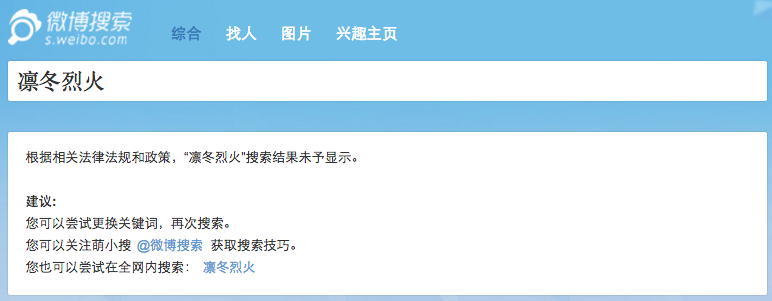 微博搜索
s.weibo.com
综合 找人 图片 兴趣主页
凛冬烈火
根据相关法律法规和政策，“凛冬烈火”搜索结果未予显示。
建议:
您可以尝试更换关键词，再次搜索。
您可以关注萌小搜 @微博搜索 获取搜索技巧。
您也可以尝试在全网内搜索： 凛冬烈火